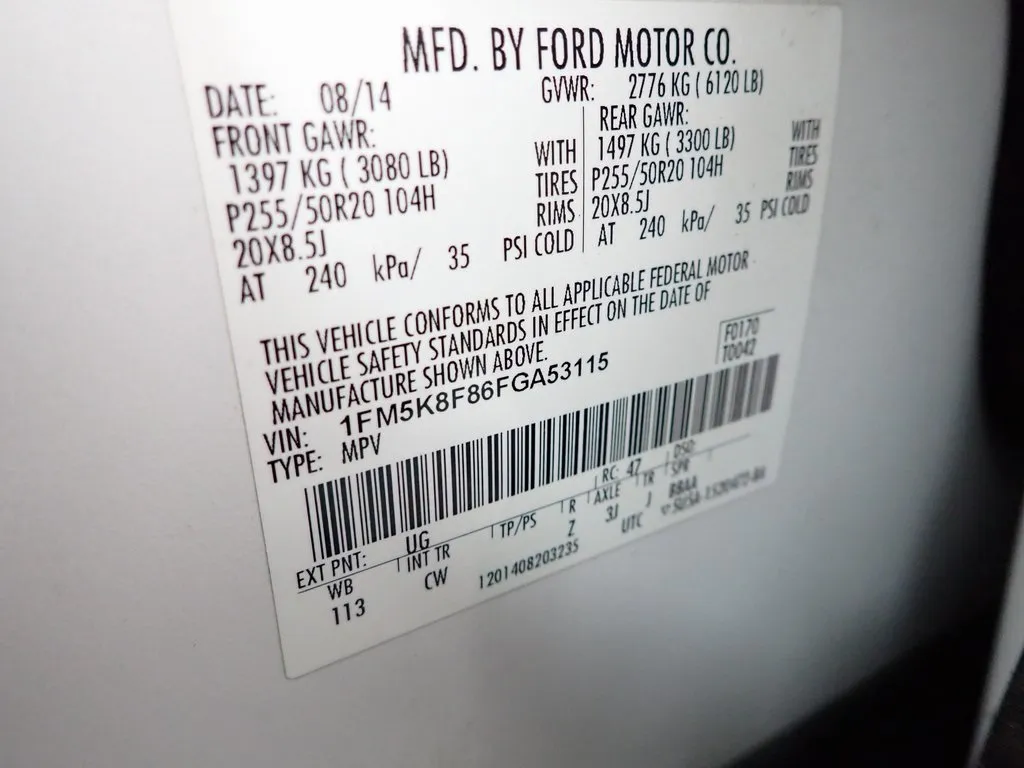 MFD. BY FORD MOTOR CO.
DATE: 08/14 GVWR: 2776 KG ( 6120 LB)
FRONT GAWR: REAR GAWR:
1397 KG ( 3080 LB) WITH 1497 KG ( 3300 LB) WITH
P255/50R20 104H TIRES P255/50R20 104H TIRES
20X8.5J RIMS 20X8.5J RIMS
AT 240 kPa/ 35 PSI COLD AT 240 kPa/ 35 PSI COLD
THIS VEHICLE CONFORMS TO ALL APPLICABLE FEDERAL MOTOR
VEHICLE SAFETY STANDARDS IN EFFECT ON THE DATE OF
MANUFACTURE SHOWN ABOVE.
F0170
T0042
VIN: 1FM5K8F86FGA53115
TYPE: MPV
EXT PNT: UG RC: 47 DSO:
WB INT TR TP/PS R AXLE TR SPR
113 CW Z 3J J BBAA
1201408203235 UTC